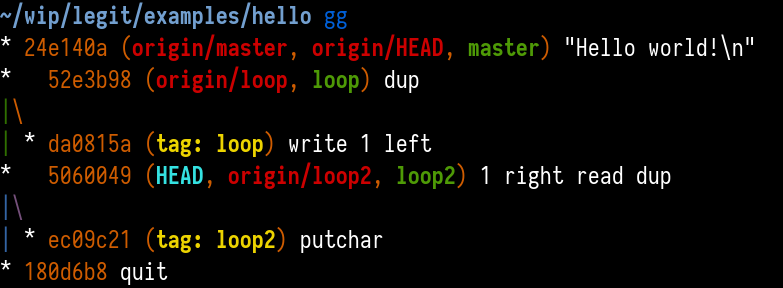 ~/wip/legit/examples/hello gg
* 24e140a (origin/master, origin/HEAD, master) "Hello world!\n"
*   52e3b98 (origin/loop, loop) dup
|\
| * da0815a (tag: loop) write 1 left
*   5060049 (HEAD, origin/loop2, loop2) 1 right read dup
|\
| * ec09c21 (tag: loop2) putchar
* 180d6b8 quit